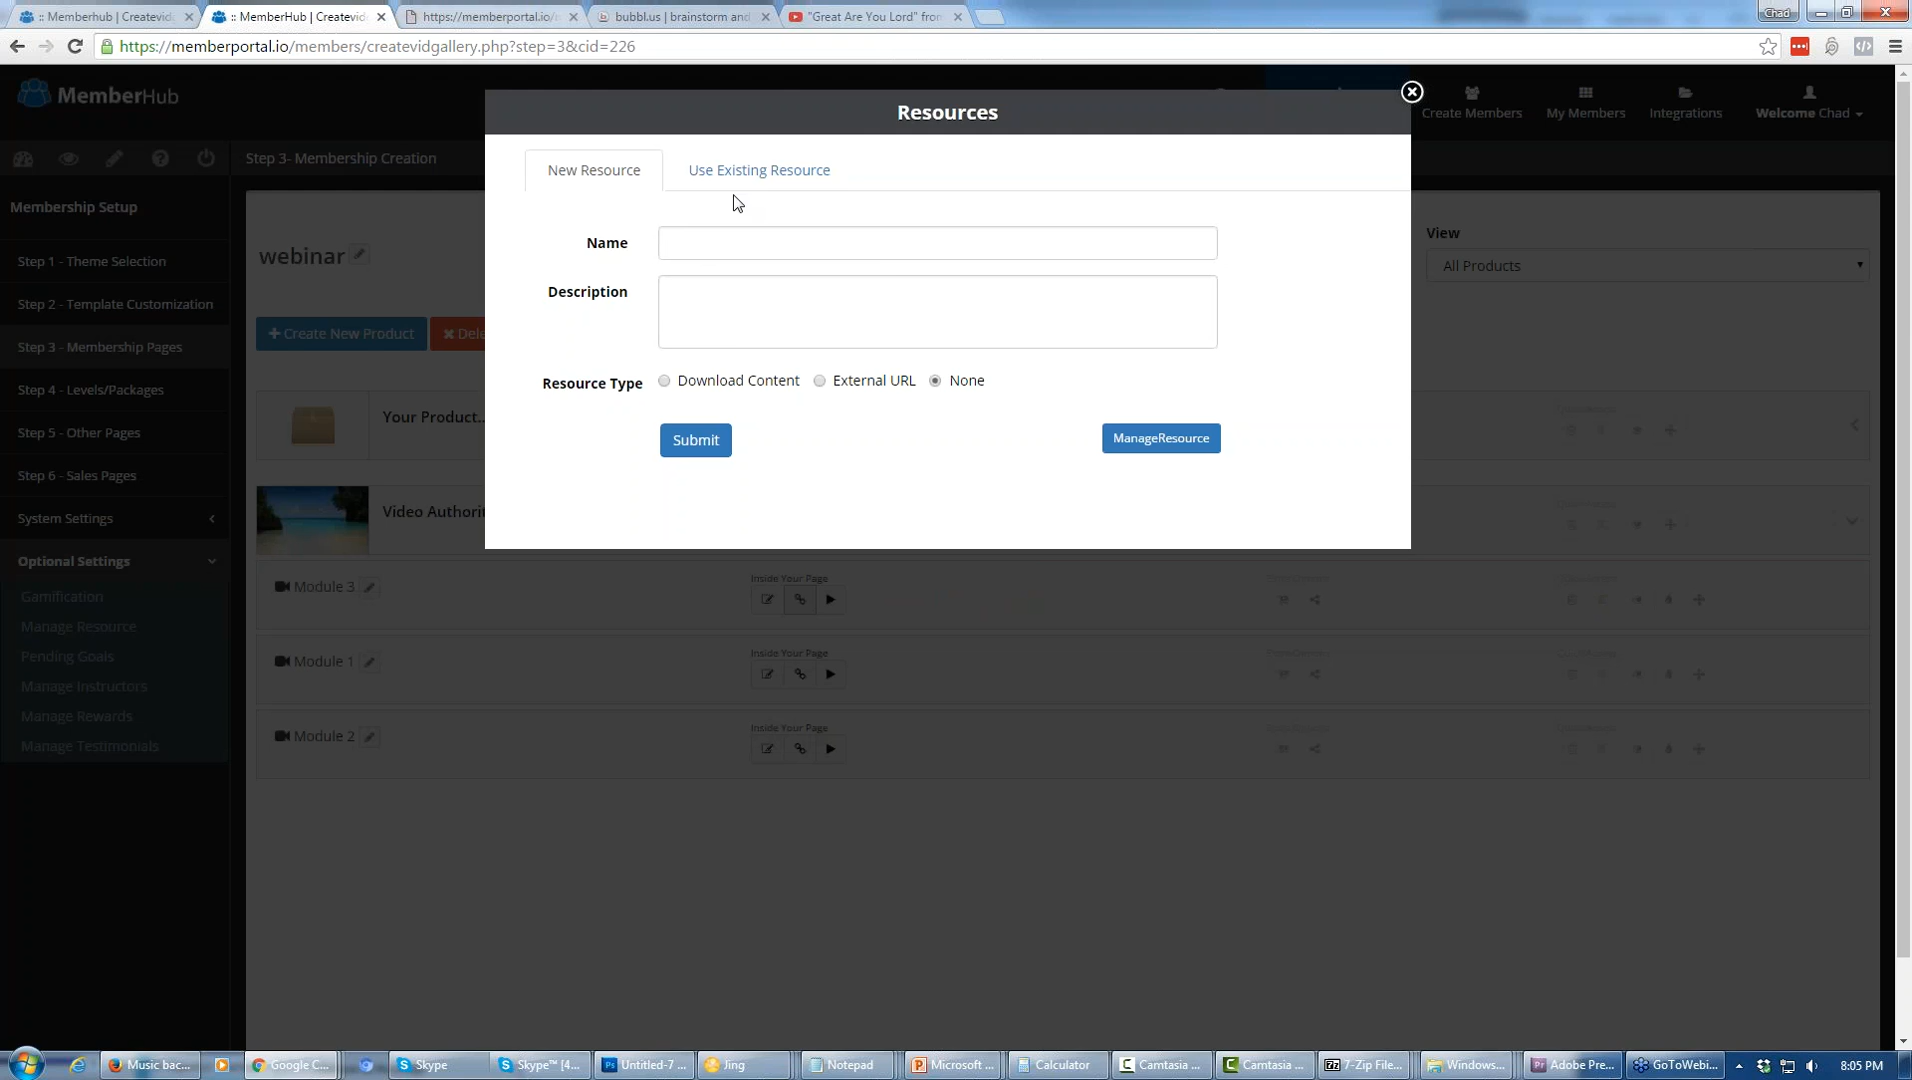 :: MemberHub | Createvid
:: MemberHub | Createvid
https://memberportal.io/
bubbl.us | brainstorm and
"Great Are You Lord" from
Chad
https://memberportal.io/members/createvidgallery.php?step=3&cid=226
MemberHub
Create Members
My Members
Integrations
Welcome Chad
Step 3- Membership Creation
Resources
New Resource
Use Existing Resource
Name
Description
Resource Type
Download Content
External URL
None
Submit
ManageResource
Membership Setup
Step 1 - Theme Selection
Step 2 - Template Customization
Step 3 - Membership Pages
Step 4 - Levels/Packages
Step 5 - Other Pages
Step 6 - Sales Pages
System Settings
Optional Settings
Gamification
Manage Resource
Pending Goals
Manage Instructors
Manage Rewards
Manage Testimonials
webinar
View
All Products
+ Create New Product
Dele
Your Product...
Video Authorit
Module 3
Inside Your Page
Module 1
Inside Your Page
Module 2
Inside Your Page
Music bac...
Google C...
Skype
Skype™ [4...
Untitled-7 ...
Jing
Notepad
Microsoft ...
Calculator
Camtasia ...
Camtasia ...
7-Zip File...
Windows...
Adobe Pre...
GoToWebi...
8:05 PM